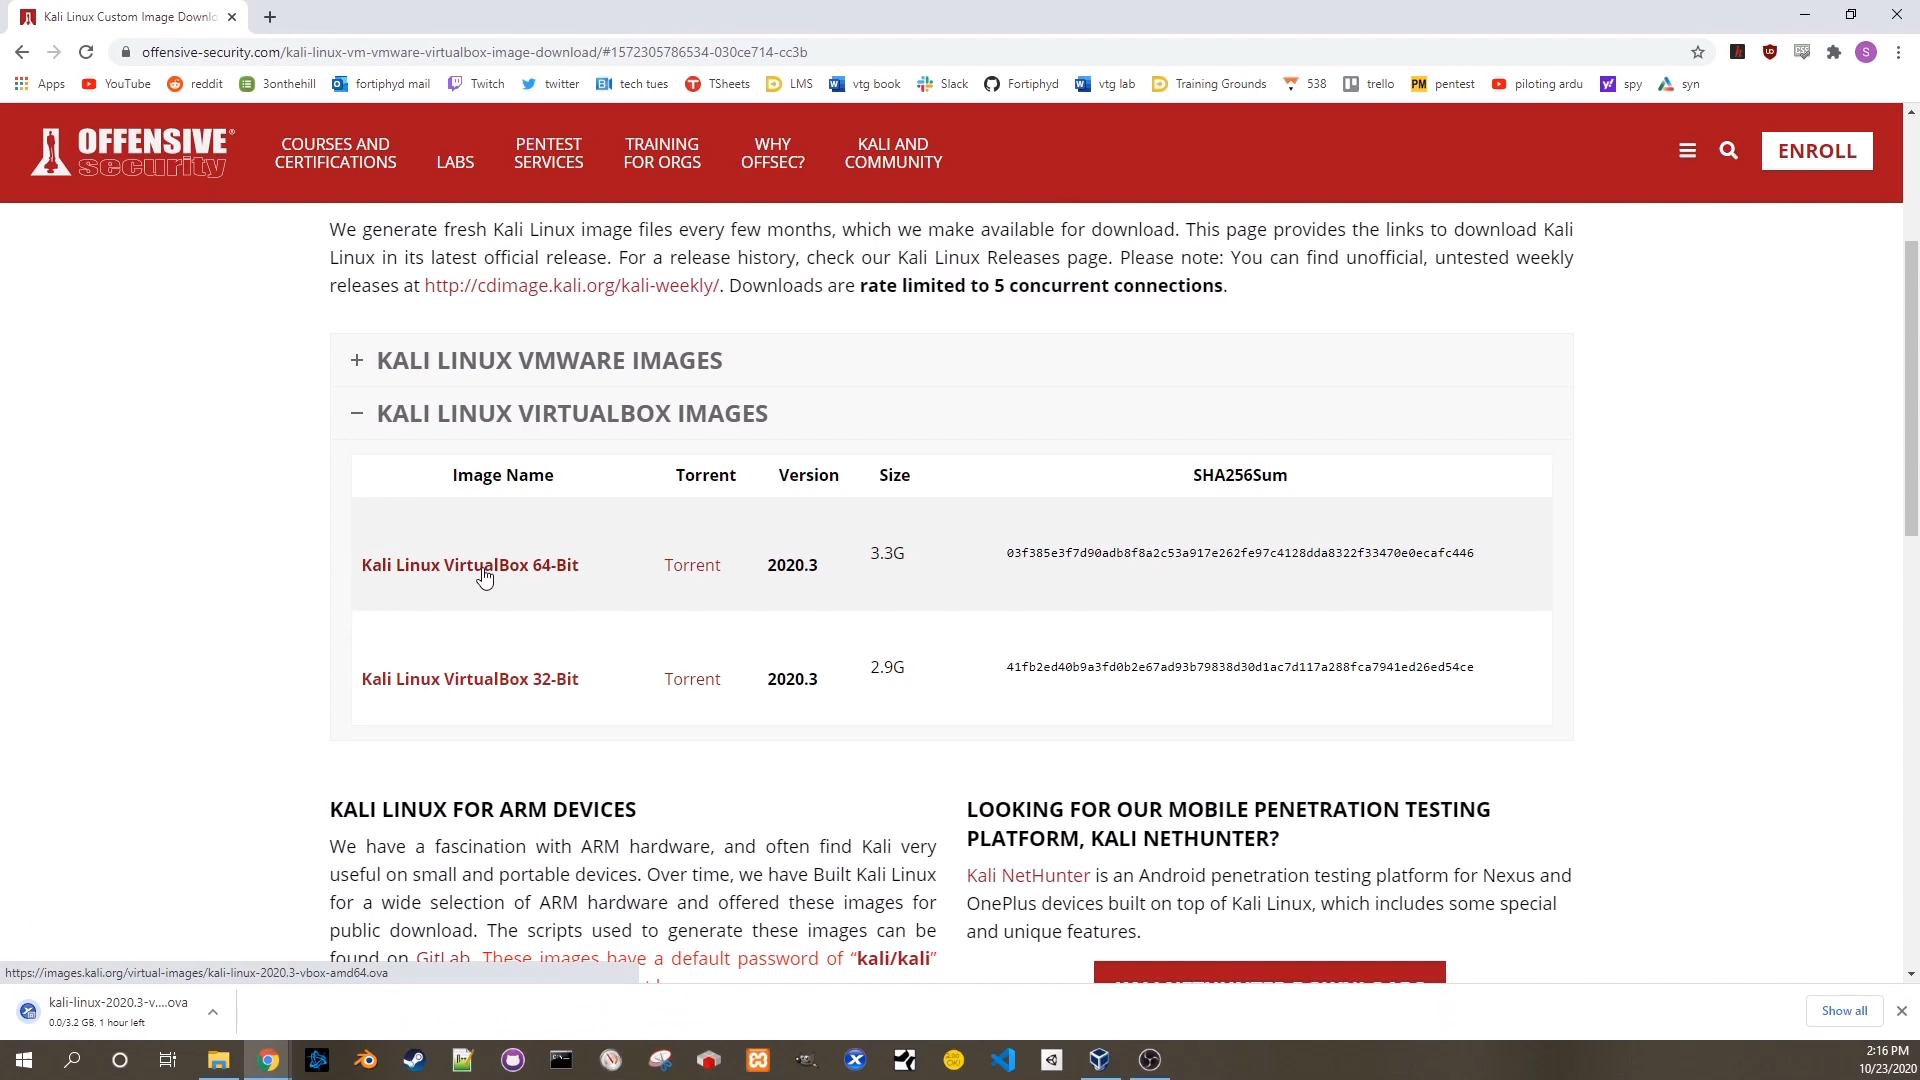 Kali Linux Custom Image Downlo
offensive-security.com/kali-linux-vm-vmware-virtualbox-image-download/#1572305786534-030ce714-cc3b
Apps YouTube reddit 3onthehill fortiphyd mail Twitch twitter tech tues TSheets LMS vtg book Slack Fortiphyd vtg lab Training Grounds 538 trello pentest piloting ardu spy syn
OFFENSIVE
security
COURSES AND
CERTIFICATIONS
LABS
PENTEST
SERVICES
TRAINING
FOR ORGS
WHY
OFFSEC?
KALI AND
COMMUNITY
ENROLL
We generate fresh Kali Linux image files every few months, which we make available for download. This page provides the links to download Kali
Linux in its latest official release. For a release history, check our Kali Linux Releases page. Please note: You can find unofficial, untested weekly
releases at http://cdimage.kali.org/kali-weekly/. Downloads are rate limited to 5 concurrent connections.
+ KALI LINUX VMWARE IMAGES
− KALI LINUX VIRTUALBOX IMAGES
Image Name Torrent Version Size SHA256Sum
Kali Linux VirtualBox 64-Bit Torrent 2020.3 3.3G 03f385e3f7d90adb8f8a2c53a917e262fe97c4128dda8322f33470e0ecafc446
Kali Linux VirtualBox 32-Bit Torrent 2020.3 2.9G 41fb2ed40b9a3fd0b2e67ad93b79838d30d1ac7d117a288fca7941ed26ed54ce
KALI LINUX FOR ARM DEVICES
We have a fascination with ARM hardware, and often find Kali very
useful on small and portable devices. Over time, we have Built Kali Linux
for a wide selection of ARM hardware and offered these images for
public download. The scripts used to generate these images can be
found on GitLab. These images have a default password of “kali/kali”
LOOKING FOR OUR MOBILE PENETRATION TESTING
PLATFORM, KALI NETHUNTER?
Kali NetHunter is an Android penetration testing platform for Nexus and
OnePlus devices built on top of Kali Linux, which includes some special
and unique features.
https://images.kali.org/virtual-images/kali-linux-2020.3-vbox-amd64.ova
kali-linux-2020.3-v....ova
0.0/3.2 GB, 1 hour left
Show all
2:16 PM
10/23/2020